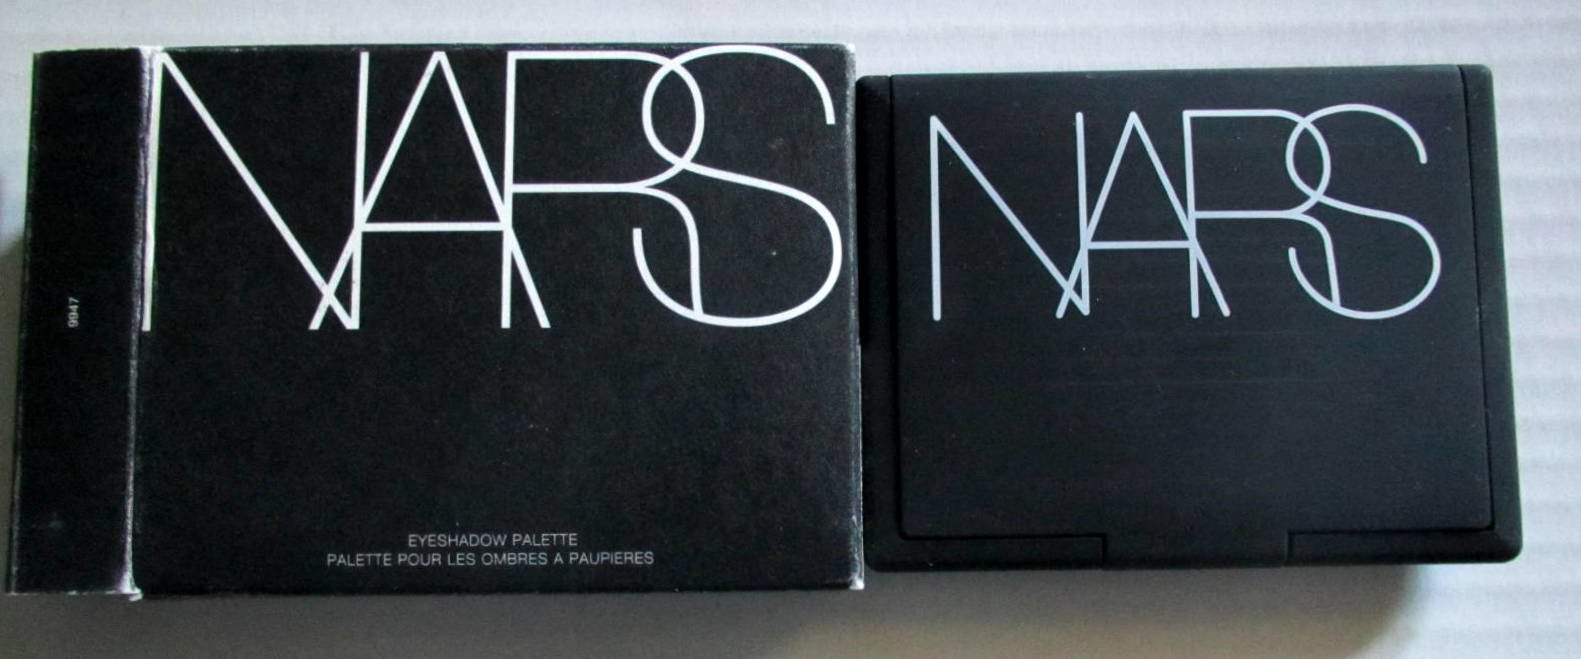 9947
NARS
EYESHADOW PALETTE
PALETTE POUR LES OMBRES A PAUPIERES
NARS